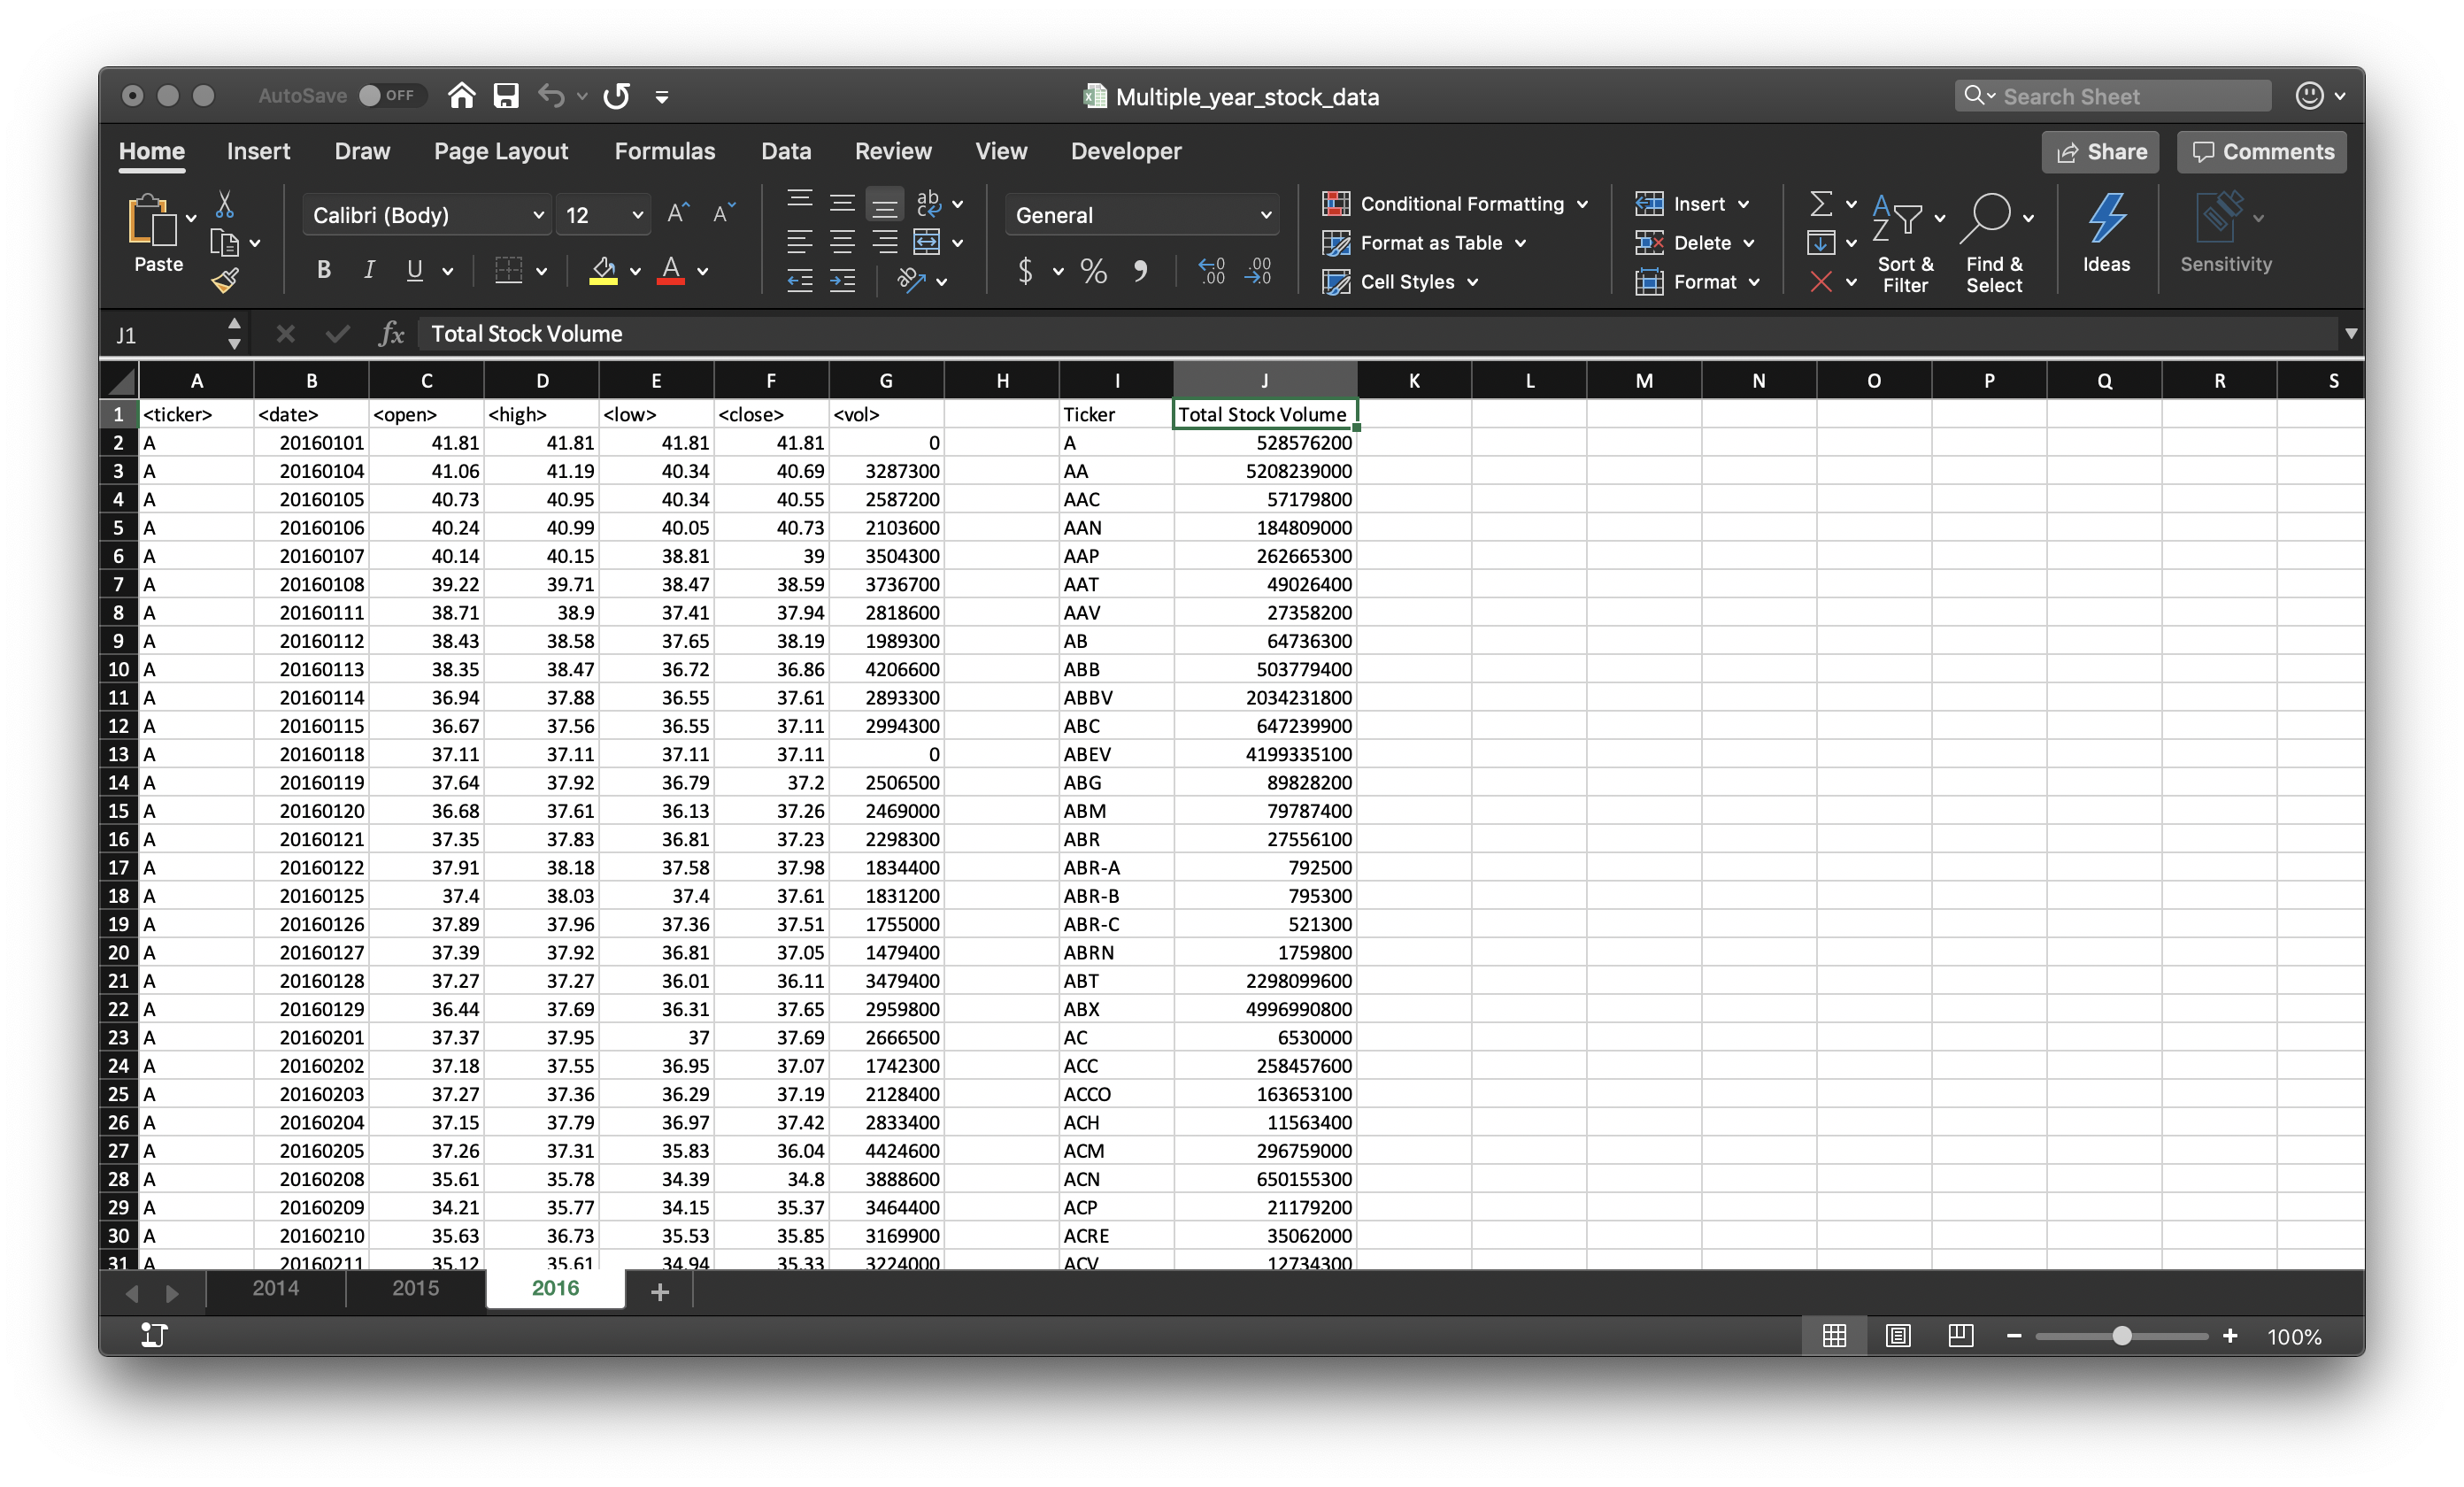 AutoSave OFF Multiple_year_stock_data Search Sheet
Home Insert Draw Page Layout Formulas Data Review View Developer Share Comments
Paste
Calibri (Body) 12
B I U A
ab
General
$ % 9
Conditional Formatting
Format as Table
Cell Styles
Insert
Delete
Format
Sort & Filter
Find & Select
Ideas
Sensitivity
J1 fx Total Stock Volume
A B C D E F G H I J K L M N O P Q R S
1 <ticker> <date> <open> <high> <low> <close> <vol> Ticker Total Stock Volume
2 A 20160101 41.81 41.81 41.81 41.81 0 A 528576200
3 A 20160104 41.06 41.19 40.34 40.69 3287300 AA 5208239000
4 A 20160105 40.73 40.95 40.34 40.55 2587200 AAC 57179800
5 A 20160106 40.24 40.99 40.05 40.73 2103600 AAN 184809000
6 A 20160107 40.14 40.15 38.81 39 3504300 AAP 262665300
7 A 20160108 39.22 39.71 38.47 38.59 3736700 AAT 49026400
8 A 20160111 38.71 38.9 37.41 37.94 2818600 AAV 27358200
9 A 20160112 38.43 38.58 37.65 38.19 1989300 AB 64736300
10 A 20160113 38.35 38.47 36.72 36.86 4206600 ABB 503779400
11 A 20160114 36.94 37.88 36.55 37.61 2893300 ABBV 2034231800
12 A 20160115 36.67 37.56 36.55 37.11 2994300 ABC 647239900
13 A 20160118 37.11 37.11 37.11 37.11 0 ABEV 4199335100
14 A 20160119 37.64 37.92 36.79 37.2 2506500 ABG 89828200
15 A 20160120 36.68 37.61 36.13 37.26 2469000 ABM 79787400
16 A 20160121 37.35 37.83 36.81 37.23 2298300 ABR 27556100
17 A 20160122 37.91 38.18 37.58 37.98 1834400 ABR-A 792500
18 A 20160125 37.4 38.03 37.4 37.61 1831200 ABR-B 795300
19 A 20160126 37.89 37.96 37.36 37.51 1755000 ABR-C 521300
20 A 20160127 37.39 37.92 36.81 37.05 1479400 ABRN 1759800
21 A 20160128 37.27 37.27 36.01 36.11 3479400 ABT 2298099600
22 A 20160129 36.44 37.69 36.31 37.65 2959800 ABX 4996990800
23 A 20160201 37.37 37.95 37 37.69 2666500 AC 6530000
24 A 20160202 37.18 37.55 36.95 37.07 1742300 ACC 258457600
25 A 20160203 37.27 37.36 36.29 37.19 2128400 ACCO 163653100
26 A 20160204 37.15 37.79 36.97 37.42 2833400 ACH 11563400
27 A 20160205 37.26 37.31 35.83 36.04 4424600 ACM 296759000
28 A 20160208 35.61 35.78 34.39 34.8 3888600 ACN 650155300
29 A 20160209 34.21 35.77 34.15 35.37 3464400 ACP 21179200
30 A 20160210 35.63 36.73 35.53 35.85 3169900 ACRE 35062000
31 A 20160211 35.12 35.61 34.94 35.33 3224000 ACV 12734300
2014 2015 2016 +
100%